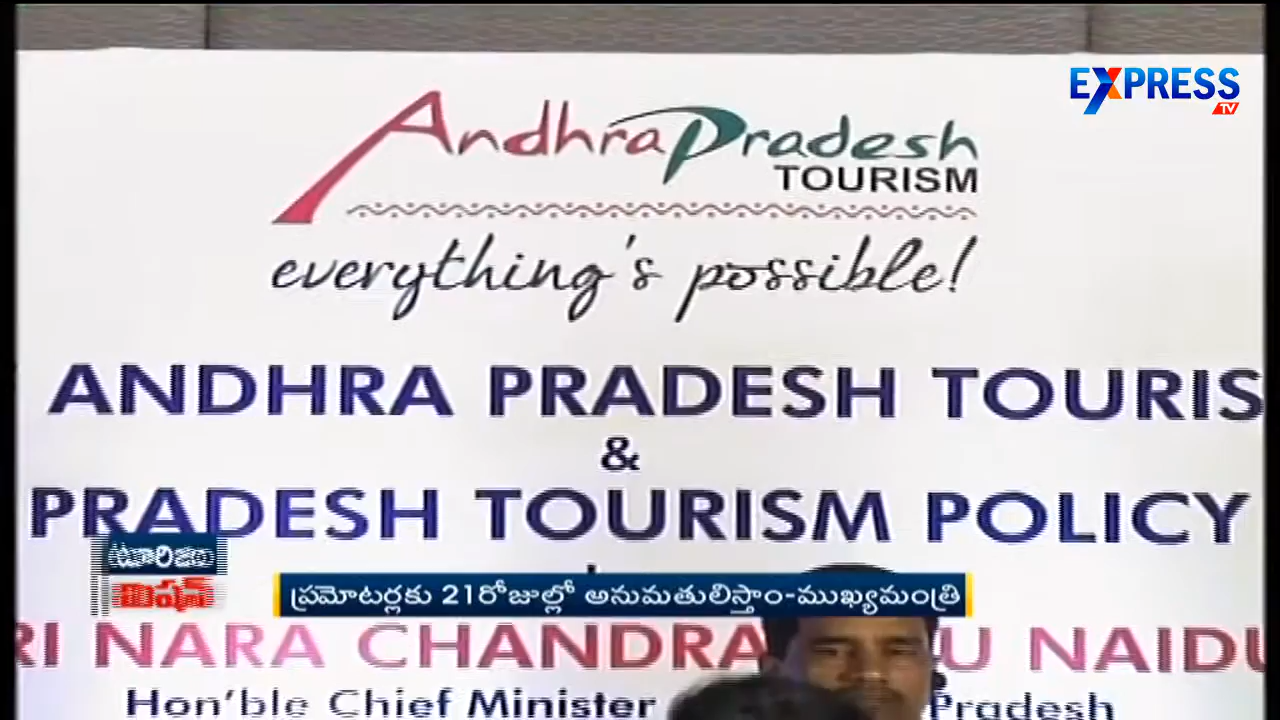 EXPRESS
TV
Andhra Pradesh
TOURISM
everything's possible!
ANDHRA PRADESH TOURIS
&
PRADESH TOURISM POLICY
టూరిజం
మిషన్
ప్రమోటర్లకు 21రోజుల్లో అనుమతులిస్తాం-ముఖ్యమంత్రి
RI NARA CHANDRA U NAIDU
Hon'ble Chief Minister Pradesh